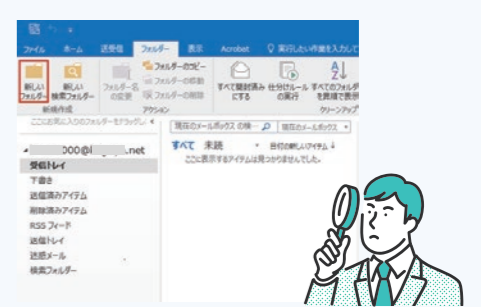 ファイル ホーム 送受信 フォルダー 表示 Acrobat 実行したい作業を入力して
新しい フォルダー
新しい 検索フォルダー
フォルダー名 の変更
フォルダーのコピー
フォルダーの移動
フォルダーの削除
すべて開封済み にする
仕分けルール の実行
すべてのフォルダ を昇順で表示
新規作成 アクション クリーンアップ
ここにお気に入りのフォルダーをドラッグし
現在のメールボックス の検… 現在のメールボックス
すべて 未読 日付の新しいアイテム ↓
ここに表示するアイテムは見つかりませんでした。
.net
受信トレイ
下書き
送信済みアイテム
削除済みアイテム
RSS フィード
送信トレイ
迷惑メール
検索フォルダー